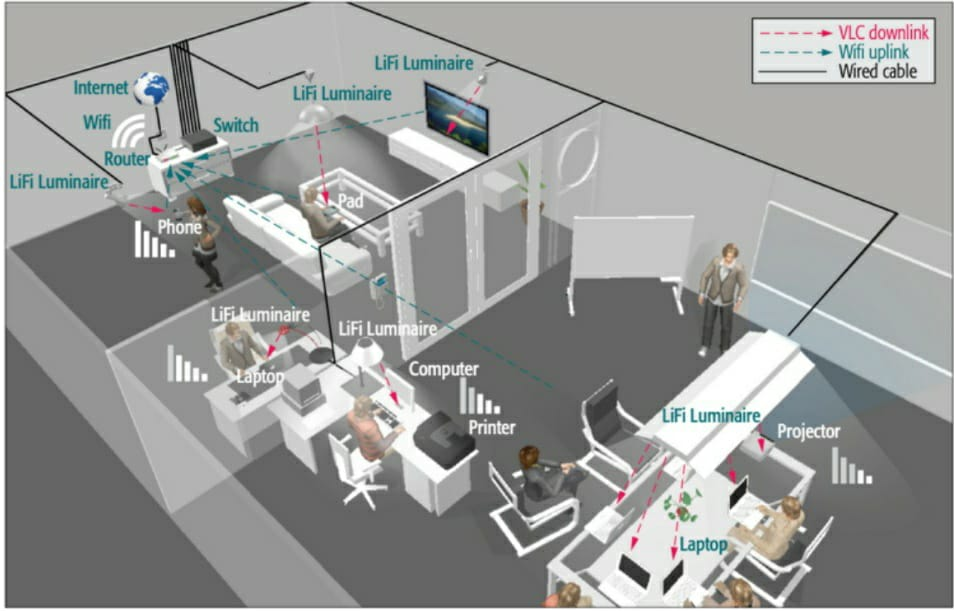 VLC downlink
Wifi uplink
Wired cable
LiFi Luminaire
Internet
LiFi Luminaire
Wifi
Switch
Router
LiFi Luminaire
Pad
Phone
LiFi Luminaire
LiFi Luminaire
Laptop
Computer
Printer
LiFi Luminaire
Projector
Laptop